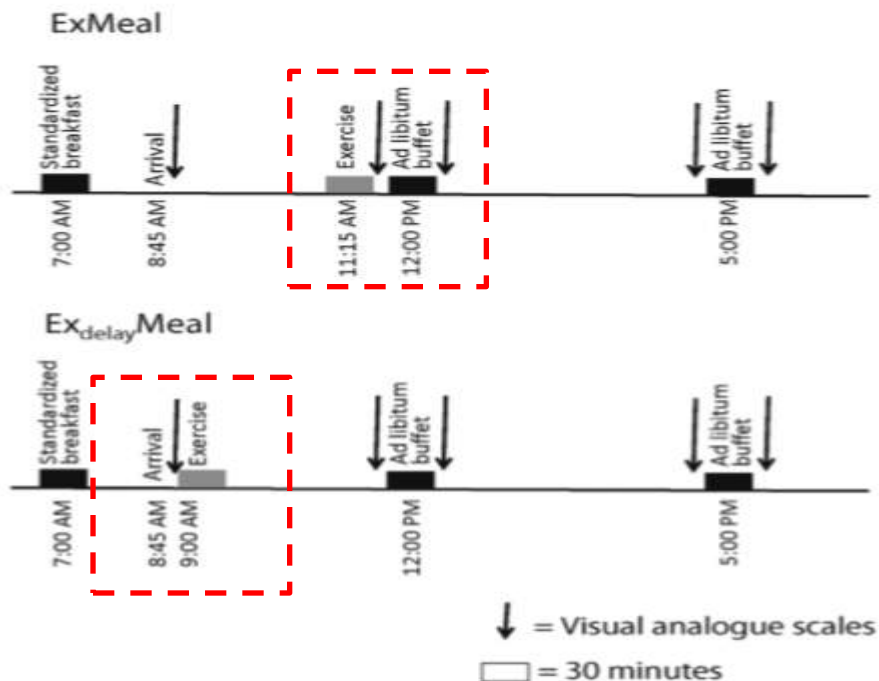 ExMeal
Standardized
breakfast
Arrival
Exercise
Ad libitum
buffet
Ad libitum
buffet
7:00 AM
8:45 AM
11:15 AM
12:00 PM
5:00 PM
ExdelayMeal
Standardized
breakfast
Arrival
Exercise
Ad libitum
buffet
Ad libitum
buffet
7:00 AM
8:45 AM
9:00 AM
12:00 PM
5:00 PM
= Visual analogue scales
= 30 minutes